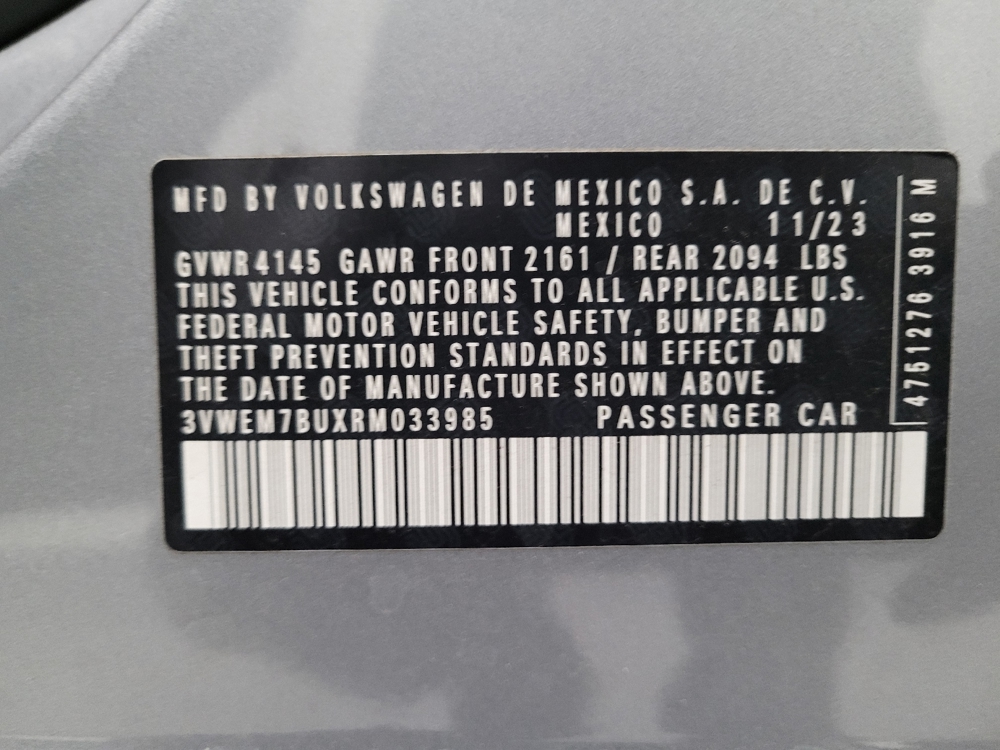 MFD BY VOLKSWAGEN DE MEXICO S.A. DE C.V.
MEXICO 11/23
GVWR 4145 GAWR FRONT 2161 / REAR 2094 LBS
THIS VEHICLE CONFORMS TO ALL APPLICABLE U.S.
FEDERAL MOTOR VEHICLE SAFETY, BUMPER AND
THEFT PREVENTION STANDARDS IN EFFECT ON
THE DATE OF MANUFACTURE SHOWN ABOVE.
3VWEM7BUXRM033985 PASSENGER CAR
4751276 3916 M